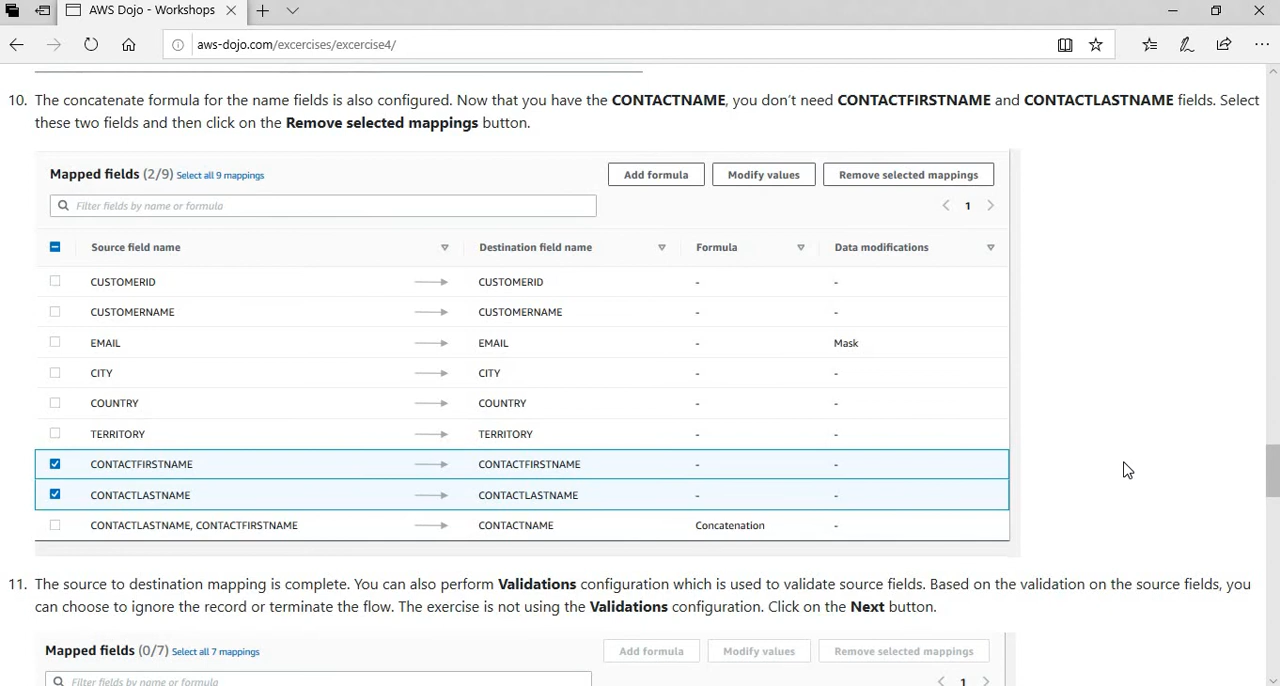 AWS Dojo - Workshops
aws-dojo.com/excercises/excercise4/
10. The concatenate formula for the name fields is also configured. Now that you have the CONTACTNAME, you don't need CONTACTFIRSTNAME and CONTACTLASTNAME fields. Select
these two fields and then click on the Remove selected mappings button.
Mapped fields (2/9) Select all 9 mappings
Add formula
Modify values
Remove selected mappings
Filter fields by name or formula
1
Source field name Destination field name Formula Data modifications
CUSTOMERID CUSTOMERID - -
CUSTOMERNAME CUSTOMERNAME - -
EMAIL EMAIL - Mask
CITY CITY - -
COUNTRY COUNTRY - -
TERRITORY TERRITORY - -
CONTACTFIRSTNAME CONTACTFIRSTNAME - -
CONTACTLASTNAME CONTACTLASTNAME - -
CONTACTLASTNAME, CONTACTFIRSTNAME CONTACTNAME Concatenation -
11. The source to destination mapping is complete. You can also perform Validations configuration which is used to validate source fields. Based on the validation on the source fields, you
can choose to ignore the record or terminate the flow. The exercise is not using the Validations configuration. Click on the Next button.
Mapped fields (0/7) Select all 7 mappings
Add formula
Modify values
Remove selected mappings
Filter fields by name or formula
1